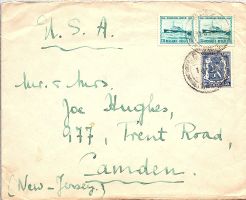 U. S. A.
Mr. & Mrs.
Joe Hughes,
977, Trent Road,
Camden.
(New-Jersey.)